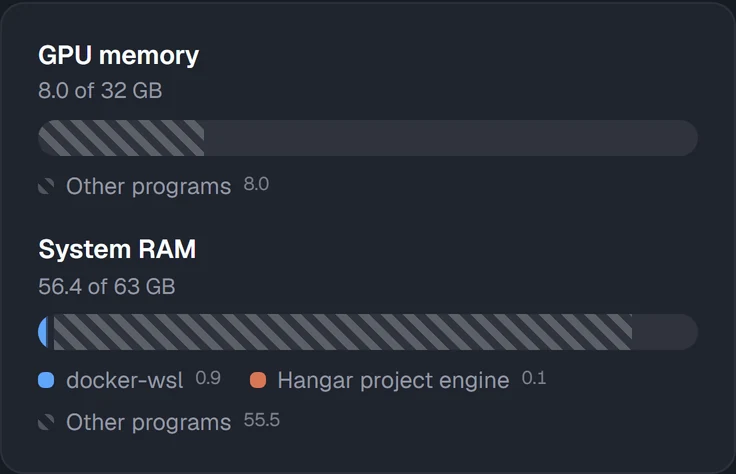 GPU memory
8.0 of 32 GB
Other programs 8.0
System RAM
56.4 of 63 GB
docker-wsl 0.9 Hangar project engine 0.1
Other programs 55.5